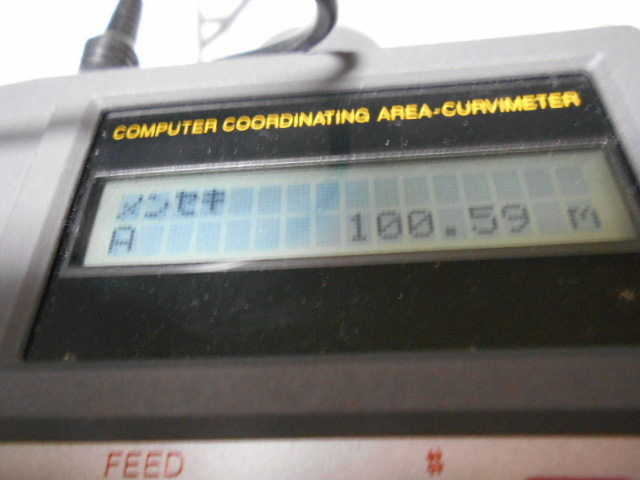 COMPUTER COORDINATING AREA-CURVIMETER
メンセキ
A 100.59 M
FEED #